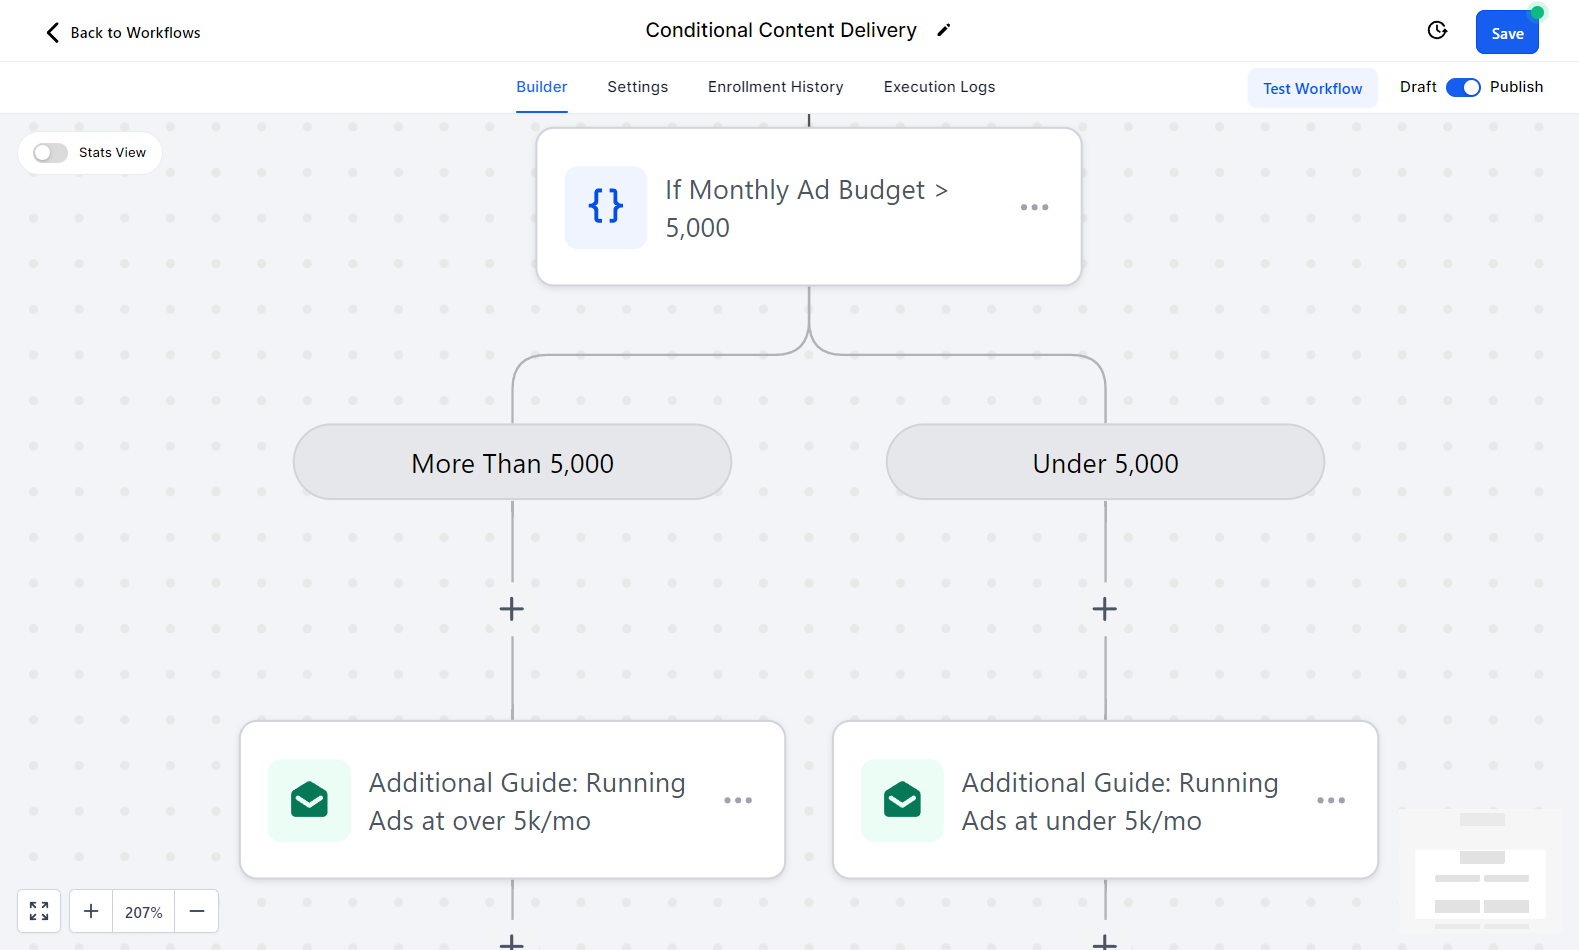 Back to Workflows
Conditional Content Delivery
Save
Builder
Settings
Enrollment History
Execution Logs
Test Workflow
Draft
Publish
Stats View
{}
If Monthly Ad Budget >
5,000
More Than 5,000
Under 5,000
Additional Guide: Running
Ads at over 5k/mo
Additional Guide: Running
Ads at under 5k/mo
207%